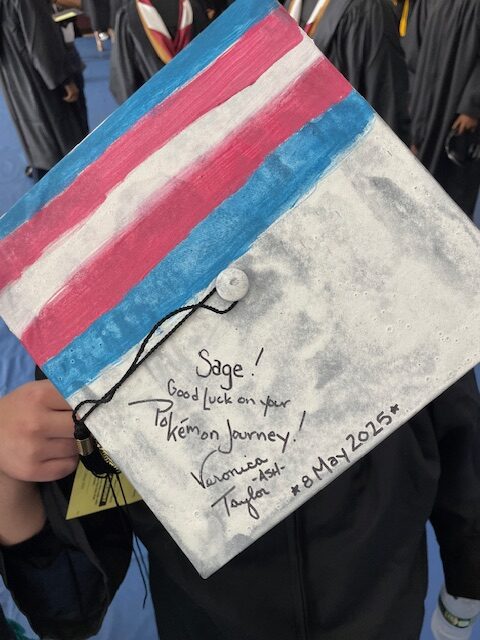 Sage!
Good Luck on your
Pokémon Journey!
Veronica
-ASH-
Taylor
*8 May 2025*